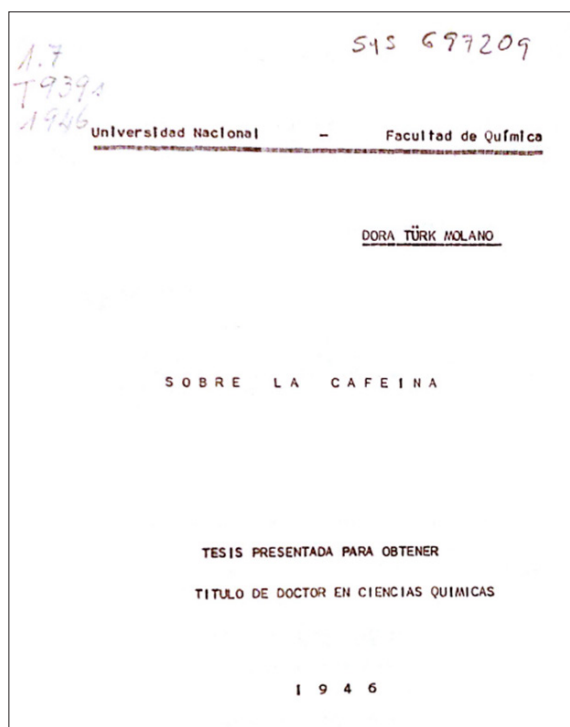 SYS 697209
1.7
T9391
1946
Universidad Nacional - Facultad de Química
DORA TÜRK MOLANO
SOBRE LA CAFEINA
TESIS PRESENTADA PARA OBTENER
TITULO DE DOCTOR EN CIENCIAS QUIMICAS
1946